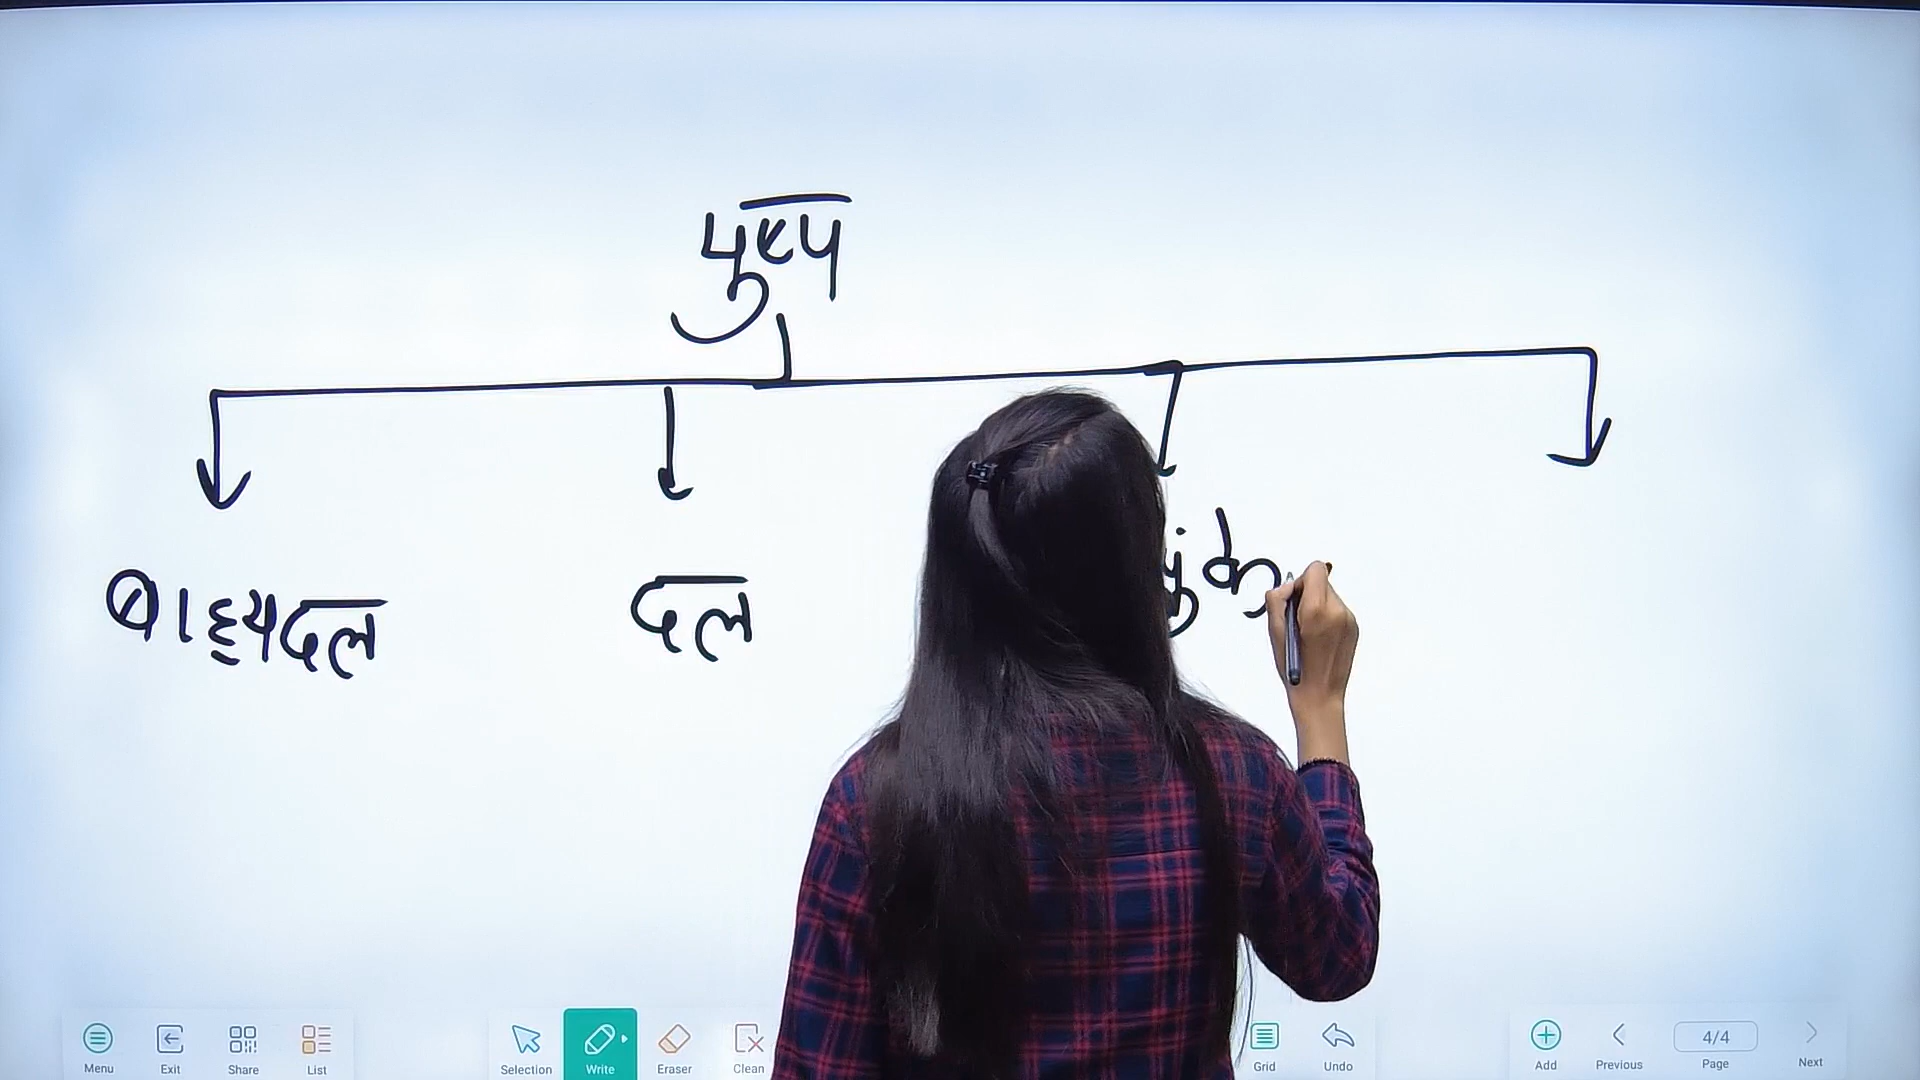 पुष्प
बाह्यदल दल पुंके
Menu Exit Share List Selection Write Eraser Clean Grid Undo Add Previous 4/4 Page Next